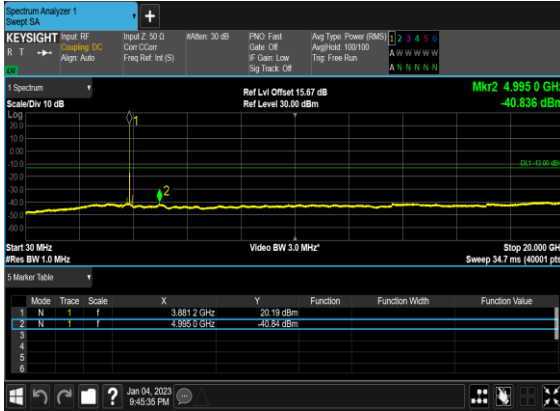 Spectrum Analyzer 1
Swept SA
+
KEYSIGHT Input: RF Input Z: 50 Ω #Atten: 30 dB PNO: Fast Avg Type: Power (RMS) 1 2 3 4 5 6
R T Coupling: DC Corr CCorr Gate: Off Avg|Hold: 100/100 A W W W W W
Align: Auto Freq Ref: Int (S) IF Gain: Low Trig: Free Run
Sig Track: Off A N N N N N
1 Spectrum Ref Lvl Offset 15.67 dB Mkr2 4.995 0 GHz
Scale/Div 10 dB Ref Level 30.00 dBm -40.836 dBm
Log
20.0
10.0
0.00
-10.0 DL1 -13.00 dBm
-20.0
-30.0
-40.0
-50.0
-60.0
1
2
Start 30 MHz Video BW 3.0 MHz* Stop 20.000 GH
#Res BW 1.0 MHz Sweep 34.7 ms (40001 pts
5 Marker Table
Mode Trace Scale X Y Function Function Width Function Value
1 N 1 f 3.881 2 GHz 20.19 dBm
2 N 1 f 4.995 0 GHz -40.84 dBm
3
4
5
6
? Jan 04, 2023
9:45:35 PM